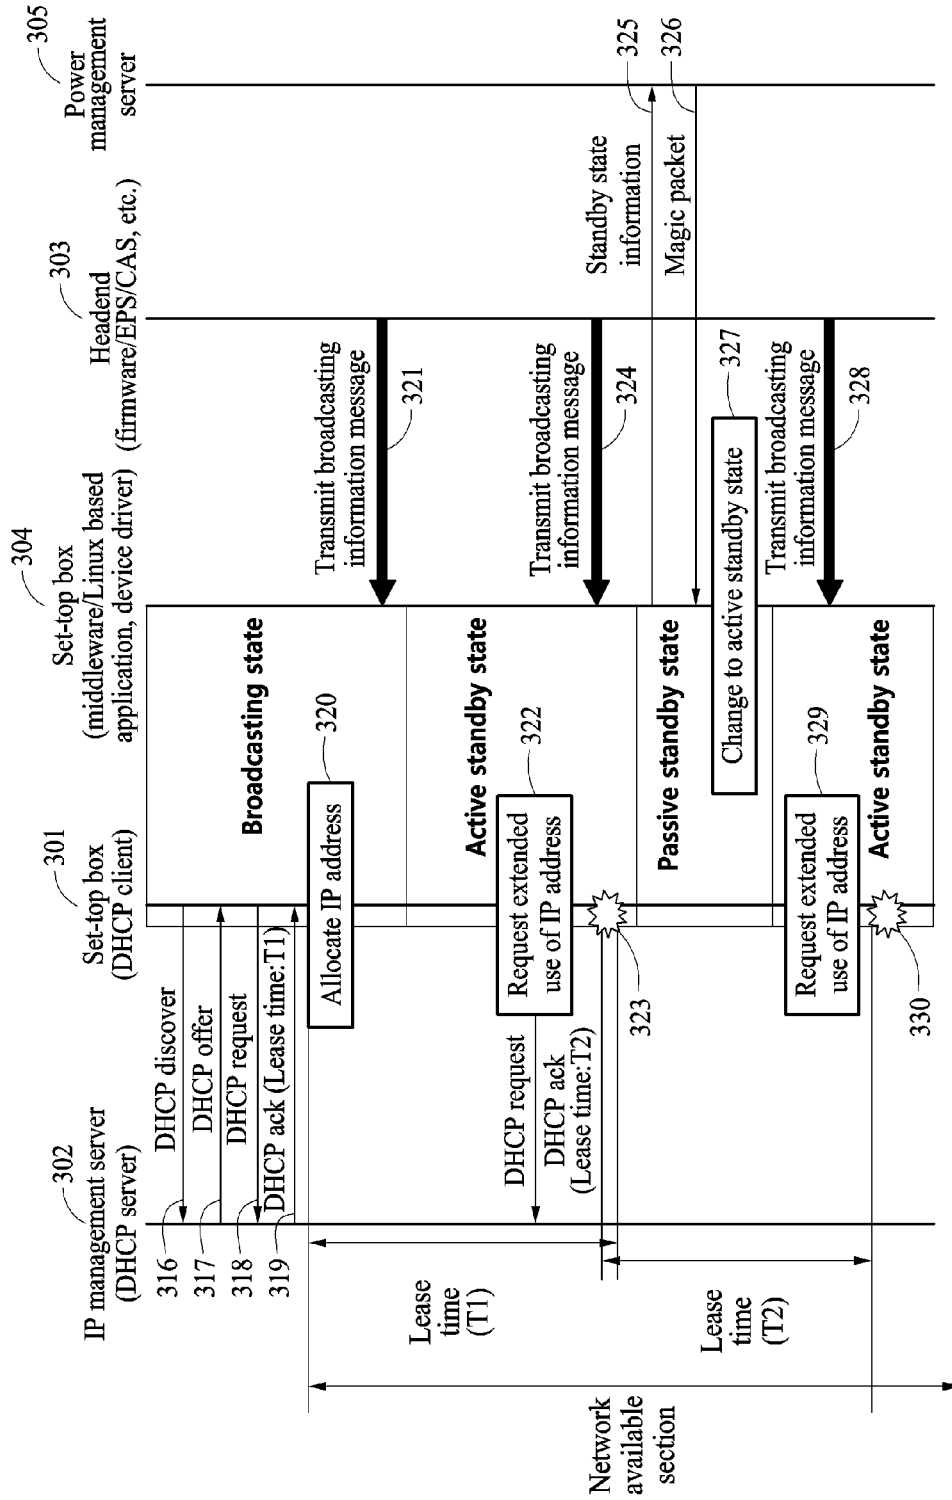 302
IP management server
(DHCP server)
301
Set-top box
(DHCP client)
304
Set-top box
(middleware/Linux based
application, device driver)
303
Headend
(firmware/EPS/CAS, etc.)
305
Power
management
server
316
DHCP discover
317
DHCP offer
318
DHCP request
319
DHCP ack (Lease time:T1)
Broadcasting state
Allocate IP address
320
Transmit broadcasting
information message
321
Lease
time
(T1)
Active standby state
Request extended
use of IP address
322
DHCP request
DHCP ack
(Lease time:T2)
323
Transmit broadcasting
information message
324
Standby state
information
325
Magic packet
326
Passive standby state
Change to active standby state
327
Lease
time
(T2)
Network
available
section
Transmit broadcasting
information message
328
Request extended
use of IP address
329
Active standby state
330